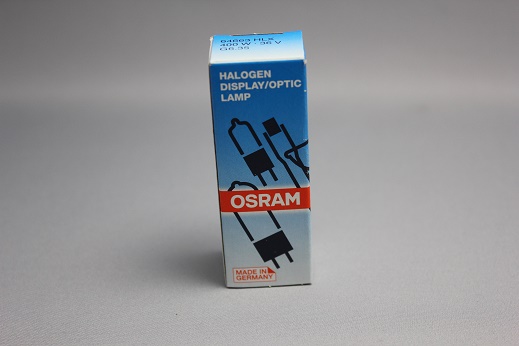 64663 HLX
400 W - 36 V
G6.35
HALOGEN
DISPLAY/OPTIC
LAMP
OSRAM
MADE IN
GERMANY